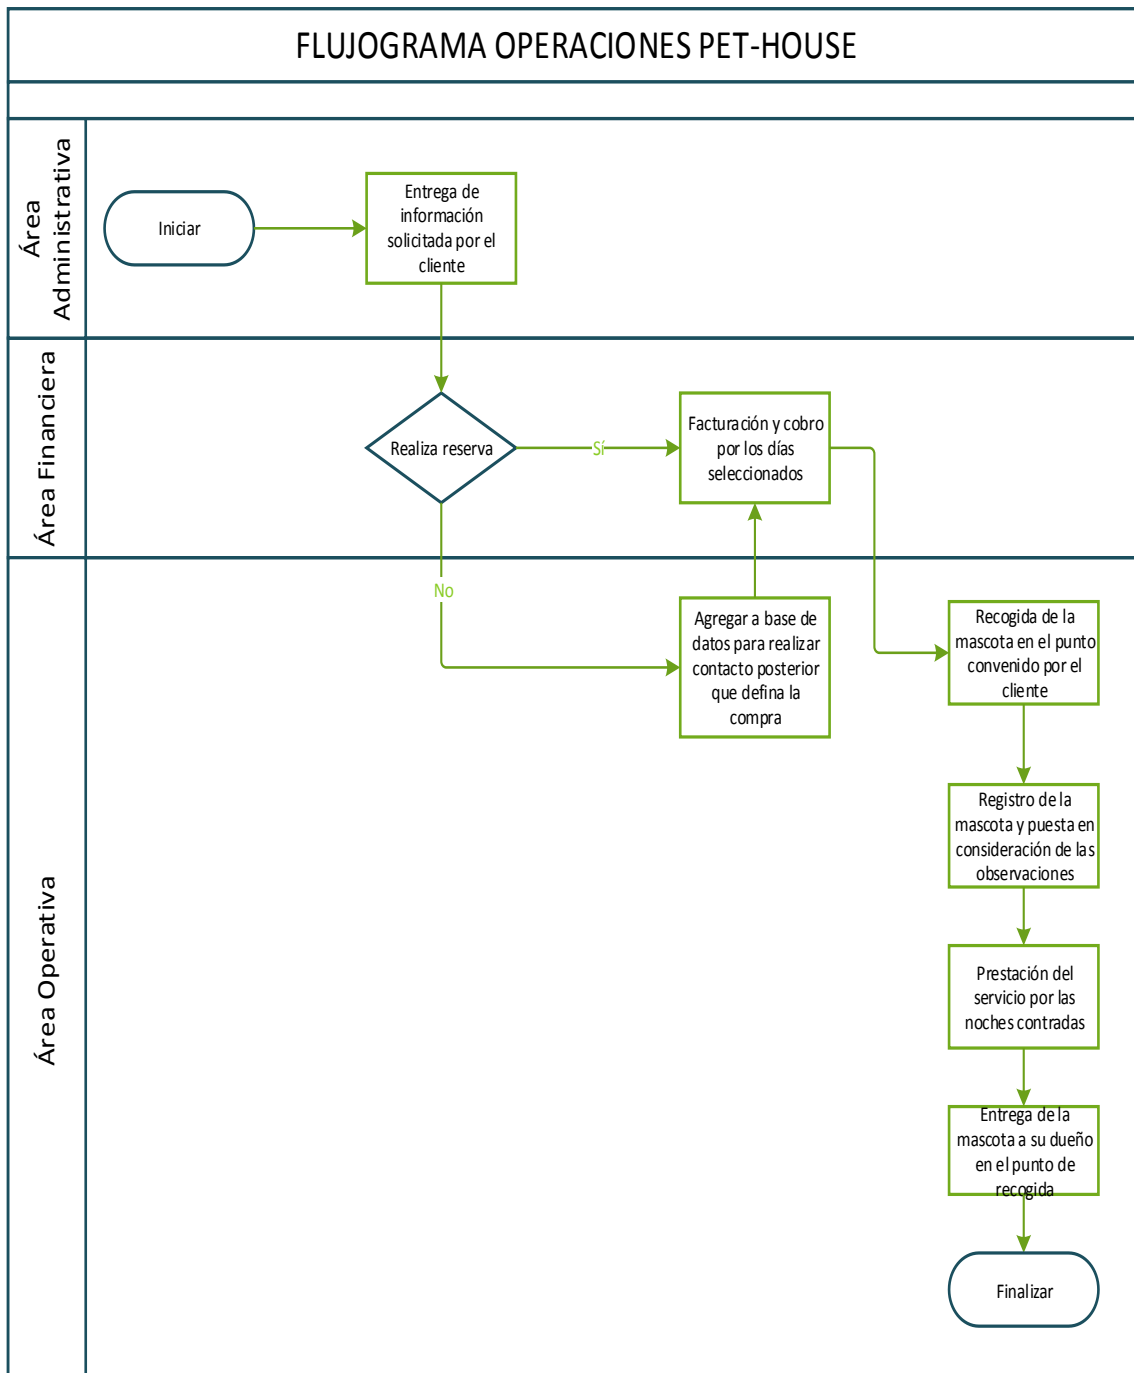 FLUJOGRAMA OPERACIONES PET-HOUSE
Área
Administrativa
Iniciar
Entrega de
información
solicitada por el
cliente
Área Financiera
Realiza reserva
Sí
Facturación y cobro
por los días
seleccionados
No
Área Operativa
Agregar a base de
datos para realizar
contacto posterior
que defina la
compra
Recogida de la
mascota en el punto
convenido por el
cliente
Registro de la
mascota y puesta en
consideración de las
observaciones
Prestación del
servicio por las
noches contradas
Entrega de la
mascota a su dueño
en el punto de
recogida
Finalizar